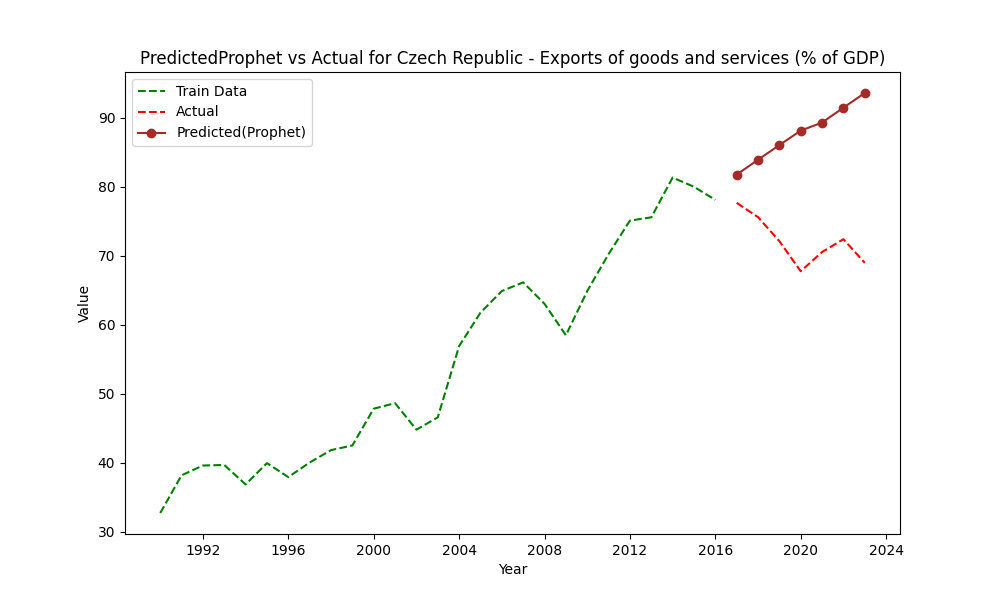 PredictedProphet vs Actual for Czech Republic - Exports of goods and services (% of GDP)
Train Data
Actual
Predicted(Prophet)
90
80
70
60
50
40
30
Value
1992 1996 2000 2004 2008 2012 2016 2020 2024
Year